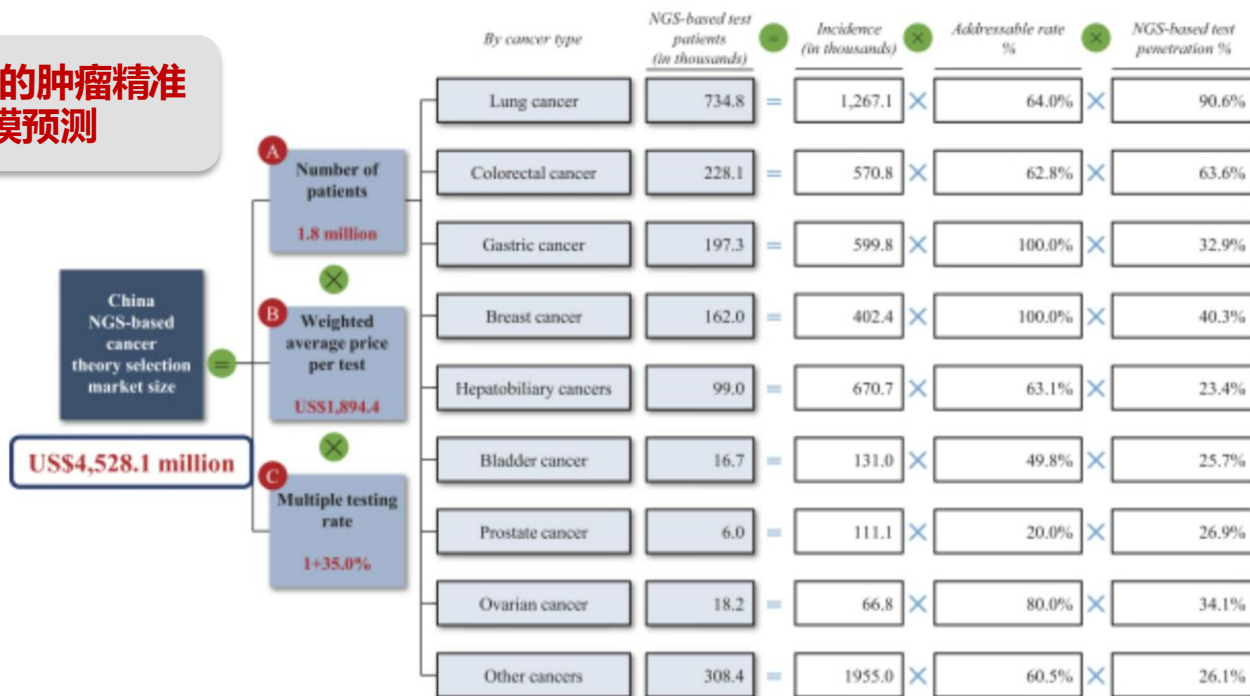 的肿瘤精准
模预测
By cancer type
NGS-based test
patients
(in thousands)
=
Incidence
(in thousands)
×
Addressable rate
%
×
NGS-based test
penetration %
Lung cancer 734.8 = 1,267.1 × 64.0% × 90.6%
Colorectal cancer 228.1 = 570.8 × 62.8% × 63.6%
Gastric cancer 197.3 = 599.8 × 100.0% × 32.9%
Breast cancer 162.0 = 402.4 × 100.0% × 40.3%
Hepatobiliary cancers 99.0 = 670.7 × 63.1% × 23.4%
Bladder cancer 16.7 = 131.0 × 49.8% × 25.7%
Prostate cancer 6.0 = 111.1 × 20.0% × 26.9%
Ovarian cancer 18.2 = 66.8 × 80.0% × 34.1%
Other cancers 308.4 = 1955.0 × 60.5% × 26.1%
A
Number of
patients
1.8 million
×
B
Weighted
average price
per test
US$1,894.4
×
C
Multiple testing
rate
1+35.0%
China
NGS-based
cancer
theory selection
market size
=
US$4,528.1 million